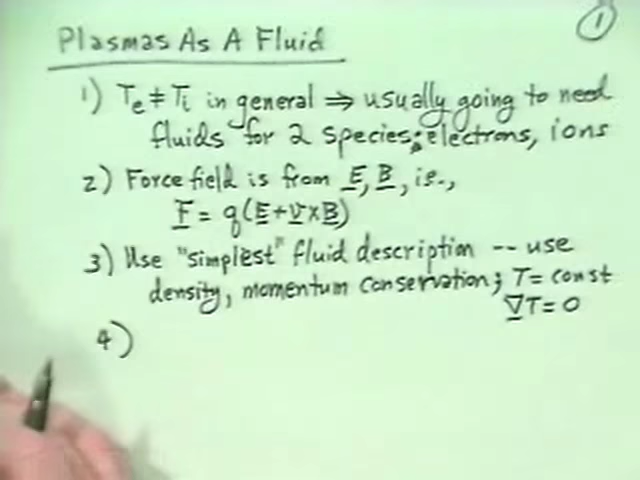 1
Plasmas As A Fluid
1) Te ≠ Ti in general ⇒ usually going to need
fluids for 2 species: electrons, ions
2) Force field is from E, B, i.e.,
F = q(E + V × B)
3) Use "simplest" fluid description -- use
density, momentum conservation; T = const
∇T = 0
4)